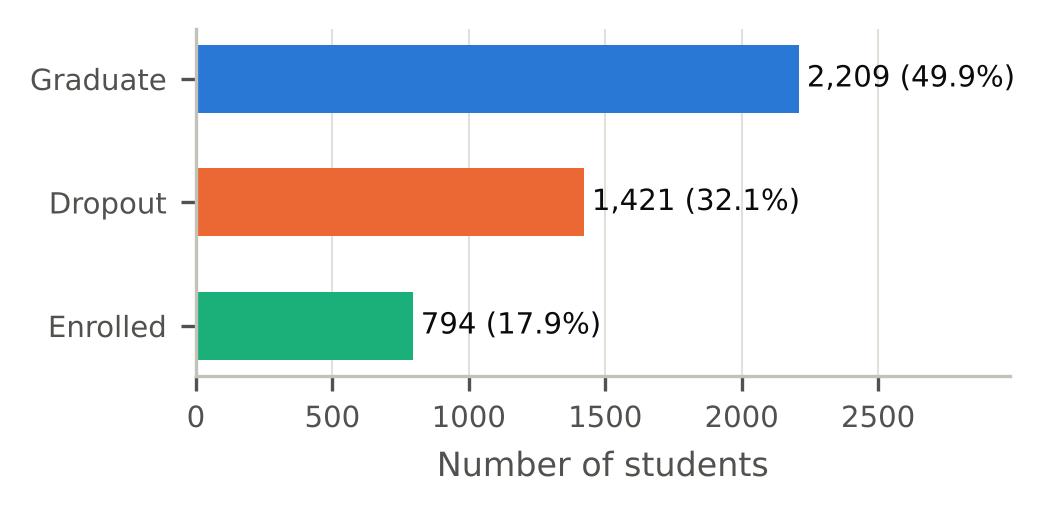 Graduate 2,209 (49.9%)
Dropout 1,421 (32.1%)
Enrolled 794 (17.9%)
0 500 1000 1500 2000 2500
Number of students